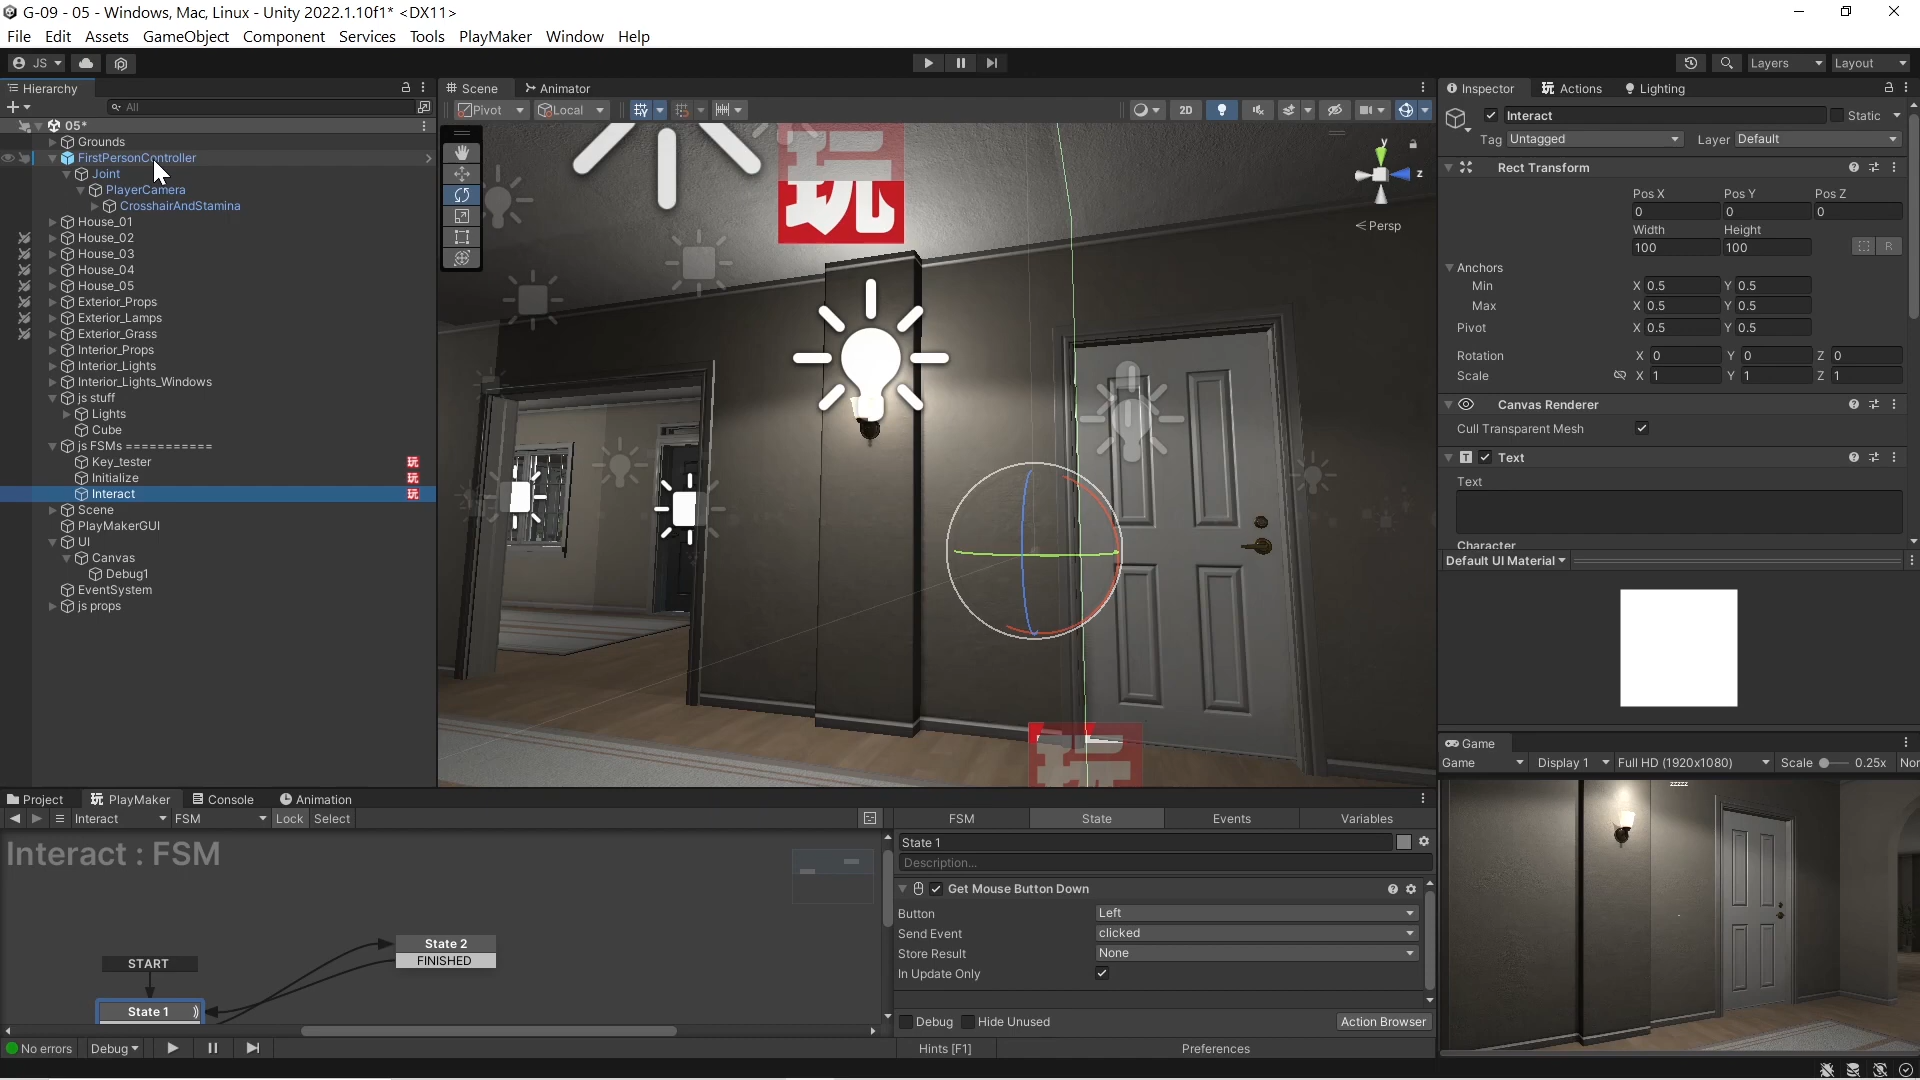 G-09 - 05 - Windows, Mac, Linux - Unity 2022.1.10f1* <DX11>
File Edit Assets GameObject Component Services Tools PlayMaker Window Help
JS
Layers
Layout
Hierarchy
All
05*
Grounds
FirstPersonController
Joint
PlayerCamera
CrosshairAndStamina
House_01
House_02
House_03
House_04
House_05
Exterior_Props
Exterior_Lamps
Exterior_Grass
Interior_Props
Interior_Lights
Interior_Lights_Windows
js stuff
Lights
Cube
js FSMs ===========
Key_tester 玩
Initialize 玩
Interact 玩
Scene
PlayMakerGUI
UI
Canvas
Debug1
EventSystem
js props
Scene
Animator
Pivot
Local
2D
y
z
Persp
玩
玩
Inspector
玩 Actions
Lighting
Interact
Static
Tag Untagged
Layer Default
Rect Transform
Pos X Pos Y Pos Z
0 0 0
Width Height
100 100
R
Anchors
Min X 0.5 Y 0.5
Max X 0.5 Y 0.5
Pivot X 0.5 Y 0.5
Rotation X 0 Y 0 Z 0
Scale X 1 Y 1 Z 1
Canvas Renderer
Cull Transparent Mesh
T Text
Text
Character
Default UI Material
Game
Game Display 1 Full HD (1920x1080) Scale 0.25x Nor
zzzzz
Project
玩 PlayMaker
Console
Animation
Interact
FSM
Lock
Select
Interact : FSM
START
State 1
State 2
FINISHED
No errors
Debug
FSM State Events Variables
State 1
Description...
Get Mouse Button Down
Button Left
Send Event clicked
Store Result None
In Update Only
Debug
Hide Unused
Action Browser
Hints [F1]
Preferences